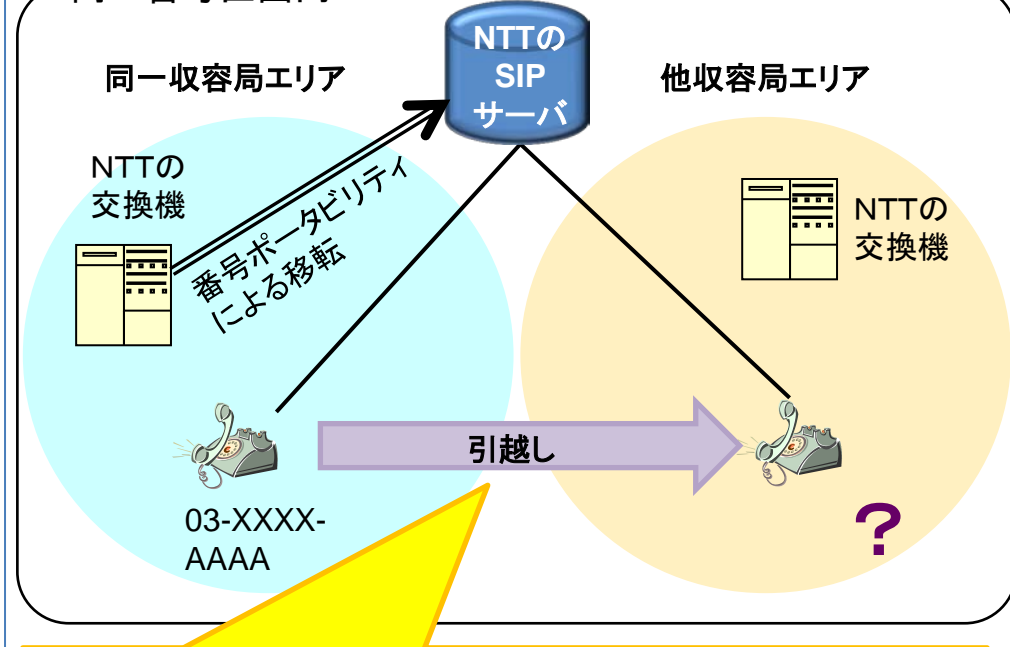 NTTの
SIP
サーバ
同一収容局エリア
他収容局エリア
NTTの
交換機
番号ポータビリティ
による移転
NTTの
交換機
引越し
03-XXXX-
AAAA
？